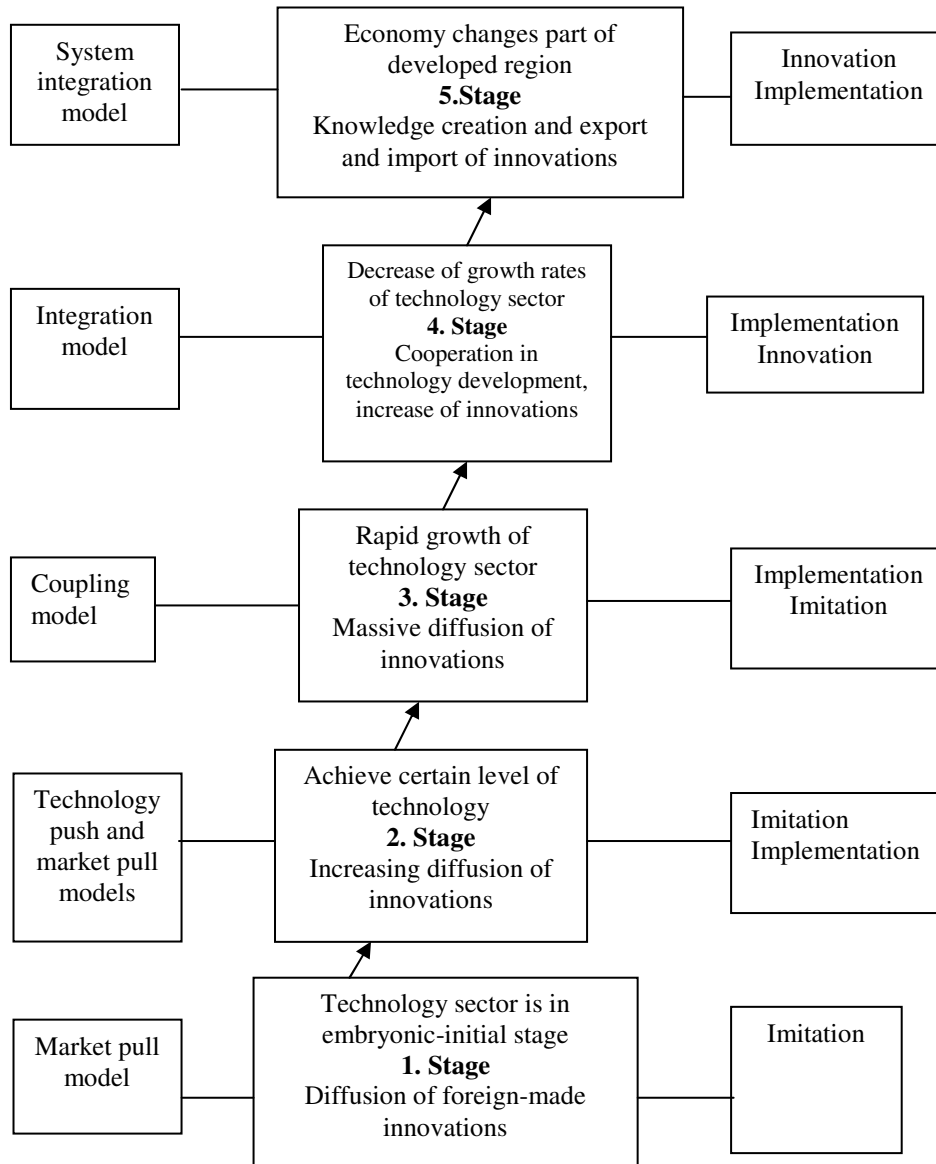 System
integration
model
Economy changes part of
developed region
5.Stage
Knowledge creation and export
and import of innovations
Innovation
Implementation
Integration
model
Decrease of growth rates
of technology sector
4. Stage
Cooperation in
technology development,
increase of innovations
Implementation
Innovation
Coupling
model
Rapid growth of
technology sector
3. Stage
Massive diffusion of
innovations
Implementation
Imitation
Technology
push and
market pull
models
Achieve certain level of
technology
2. Stage
Increasing diffusion of
innovations
Imitation
Implementation
Market pull
model
Technology sector is in
embryonic-initial stage
1. Stage
Diffusion of foreign-made
innovations
Imitation